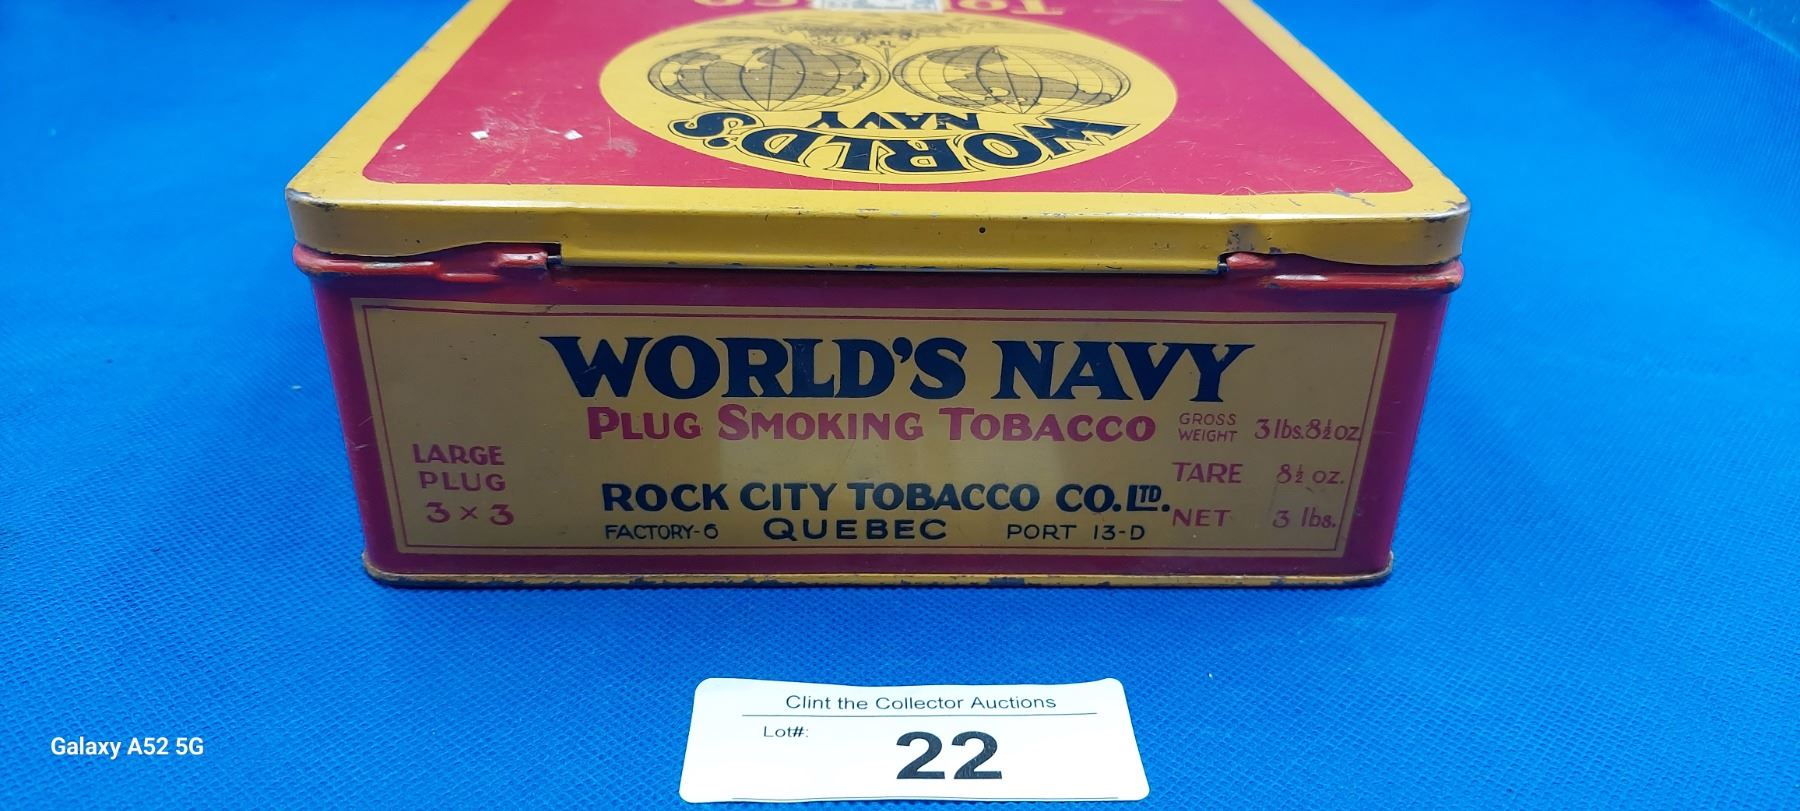 WORLD'S
NAVY
WORLD'S NAVY
PLUG SMOKING TOBACCO
GROSS WEIGHT 3 lbs. 8½ oz.
TARE 8½ oz.
NET 3 lbs.
LARGE
PLUG
3 × 3
ROCK CITY TOBACCO CO. LTD.
FACTORY-6 QUEBEC PORT 13-D
Clint the Collector Auctions
Lot#:
22
Galaxy A52 5G